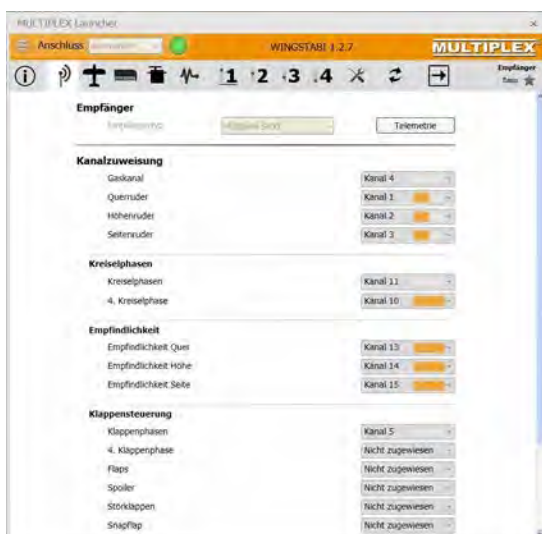 MULTIPLEX Launcher
Anschluss
WINGSTABI 1.2.7
MULTIPLEX
1 2 3 4
Empfänger
Empfänger
Telemetrie
Kanalzuweisung
Gaskanal Kanal 4
Querruder Kanal 1
Höhenruder Kanal 2
Seitenruder Kanal 3
Kreiselphasen
Kreiselphasen Kanal 11
4. Kreiselphase Kanal 10
Empfindlichkeit
Empfindlichkeit Quer Kanal 13
Empfindlichkeit Höhe Kanal 14
Empfindlichkeit Seite Kanal 15
Klappensteuerung
Klappenphasen Kanal 5
4. Klappenphase Nicht zugewiesen
Flaps Nicht zugewiesen
Spoiler Nicht zugewiesen
Störklappen Nicht zugewiesen
Snapflap Nicht zugewiesen